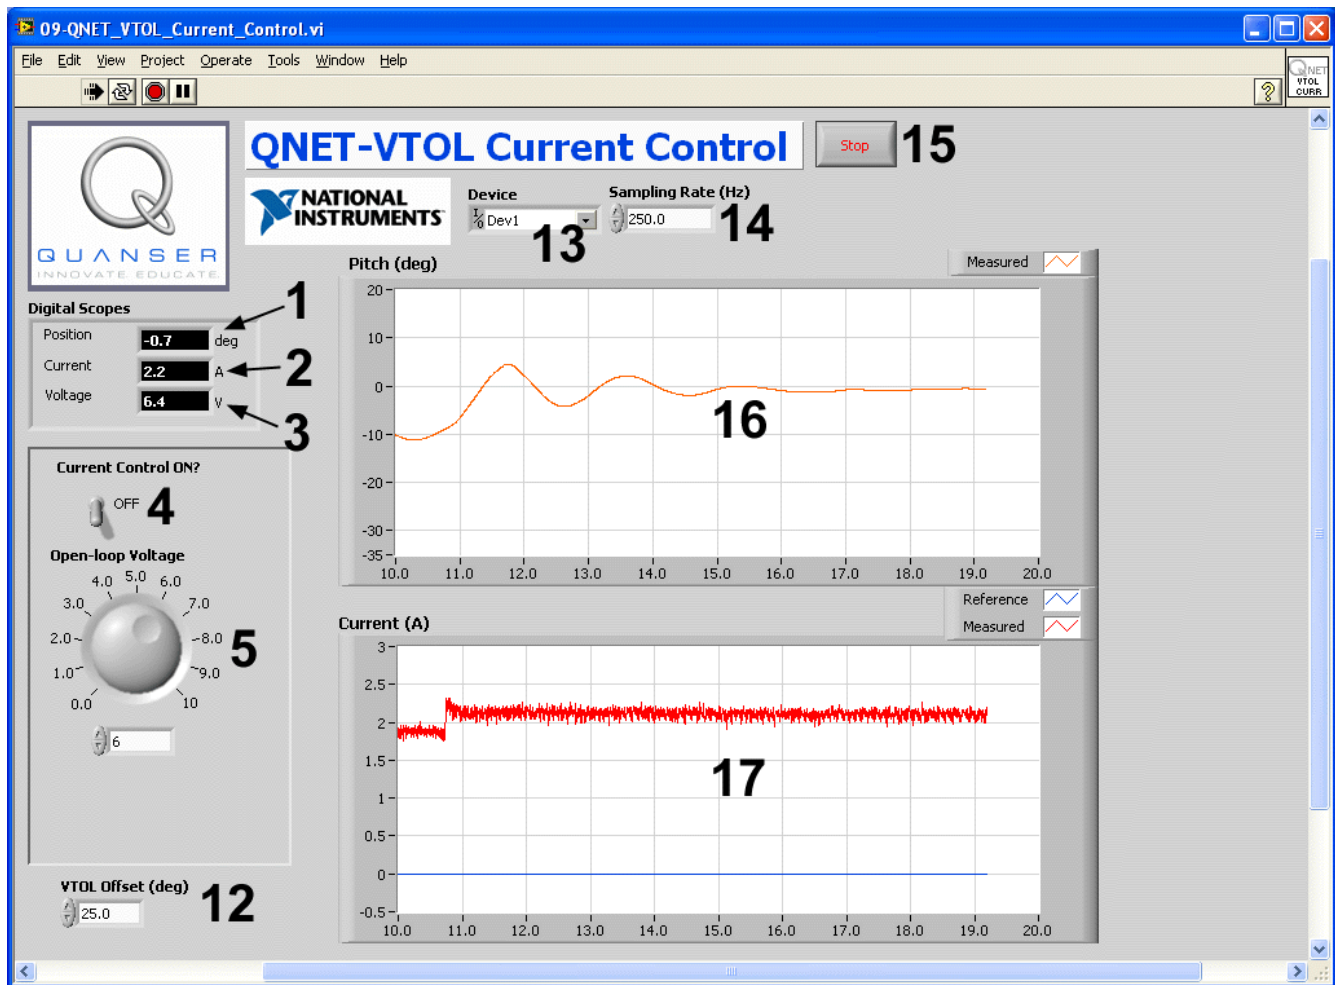 09-QNET_VTOL_Current_Control.vi
File Edit View Project Operate Tools Window Help
QNET
VTOL
CURR
QUANSER
INNOVATE. EDUCATE.
QNET-VTOL Current Control
Stop
15
NATIONAL
INSTRUMENTS
Device
I/O Dev1
13
Sampling Rate (Hz)
250.0
14
Digital Scopes
Position -0.7 deg
1
Current 2.2 A
2
Voltage 6.4 V
3
Current Control ON?
OFF
4
Open-loop Voltage
0.0 1.0 2.0 3.0 4.0 5.0 6.0 7.0 8.0 9.0 10
5
6
VTOL Offset (deg)
25.0
12
Pitch (deg)
Measured
20
10
0
-10
-20
-30
-35
16
10.0 11.0 12.0 13.0 14.0 15.0 16.0 17.0 18.0 19.0 20.0
Current (A)
Reference
Measured
3
2.5
2
1.5
1
0.5
0
-0.5
17
10.0 11.0 12.0 13.0 14.0 15.0 16.0 17.0 18.0 19.0 20.0